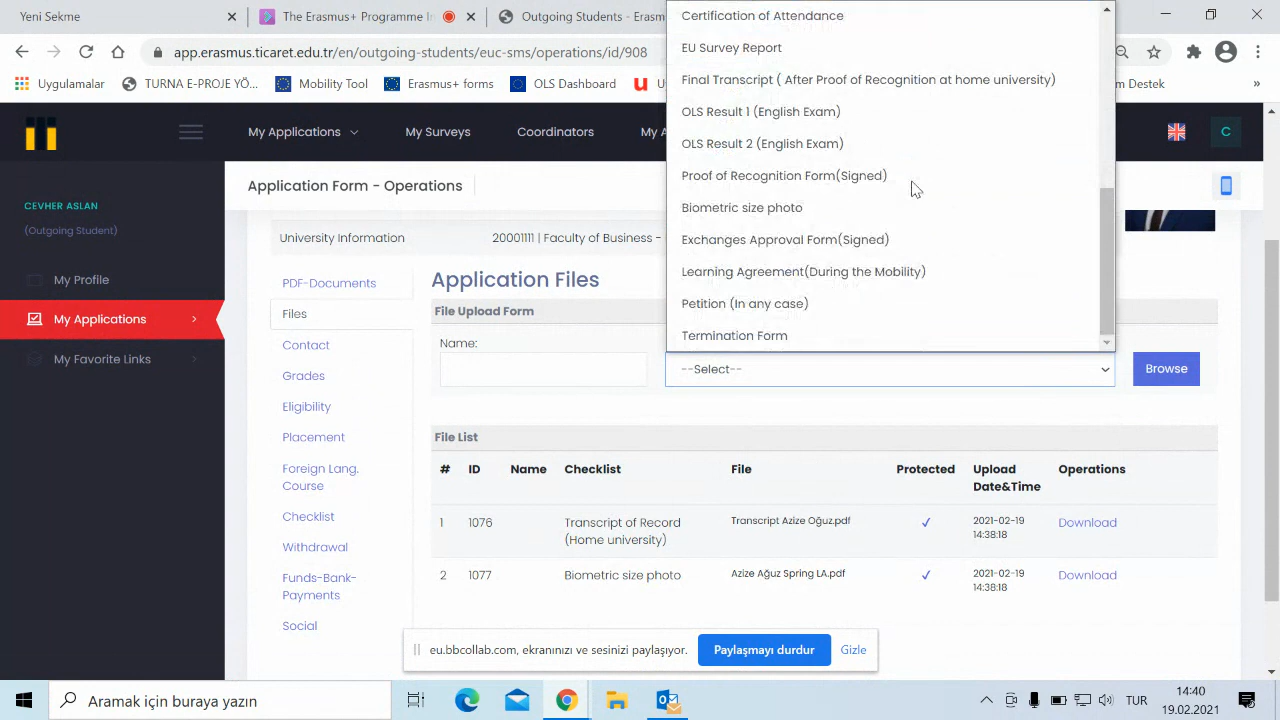 Yeni Sekme
The New Erasmus+ Programme In
Outgoing Students - Erasm
app.erasmus.ticaret.edu.tr/en/outgoing-students/euc-sms/operations/id/908
Uygulamalar
TURNA E-PROJE YÖ
Mobility Tool
Erasmus+ forms
OLS Dashboard
m Destek
»
My Applications
My Surveys
Coordinators
My A
C
Certification of Attendance
EU Survey Report
Final Transcript ( After Proof of Recognition at home university)
OLS Result 1 (English Exam)
OLS Result 2 (English Exam)
Proof of Recognition Form(Signed)
Biometric size photo
Exchanges Approval Form(Signed)
Learning Agreement(During the Mobility)
Petition (In any case)
Termination Form
CEVHER ASLAN
(Outgoing Student)
My Profile
My Applications
My Favorite Links
Application Form - Operations
University Information
20001111 | Faculty of Business -
PDF-Documents
Files
Contact
Grades
Eligibility
Placement
Foreign Lang.
Course
Checklist
Withdrawal
Funds-Bank-
Payments
Social
Application Files
File Upload Form
Name:
--Select--
Browse
File List
# ID Name Checklist File Protected Upload Date&Time Operations
1 1076 Transcript of Record (Home university) Transcript Azize Oğuz.pdf ✓ 2021-02-19 14:38:18 Download
2 1077 Biometric size photo Azize Ağuz Spring LA.pdf ✓ 2021-02-19 14:38:18 Download
eu.bbcollab.com, ekranınızı ve sesinizi paylaşıyor.
Paylaşmayı durdur
Gizle
Aramak için buraya yazın
TUR
14:40
19.02.2021